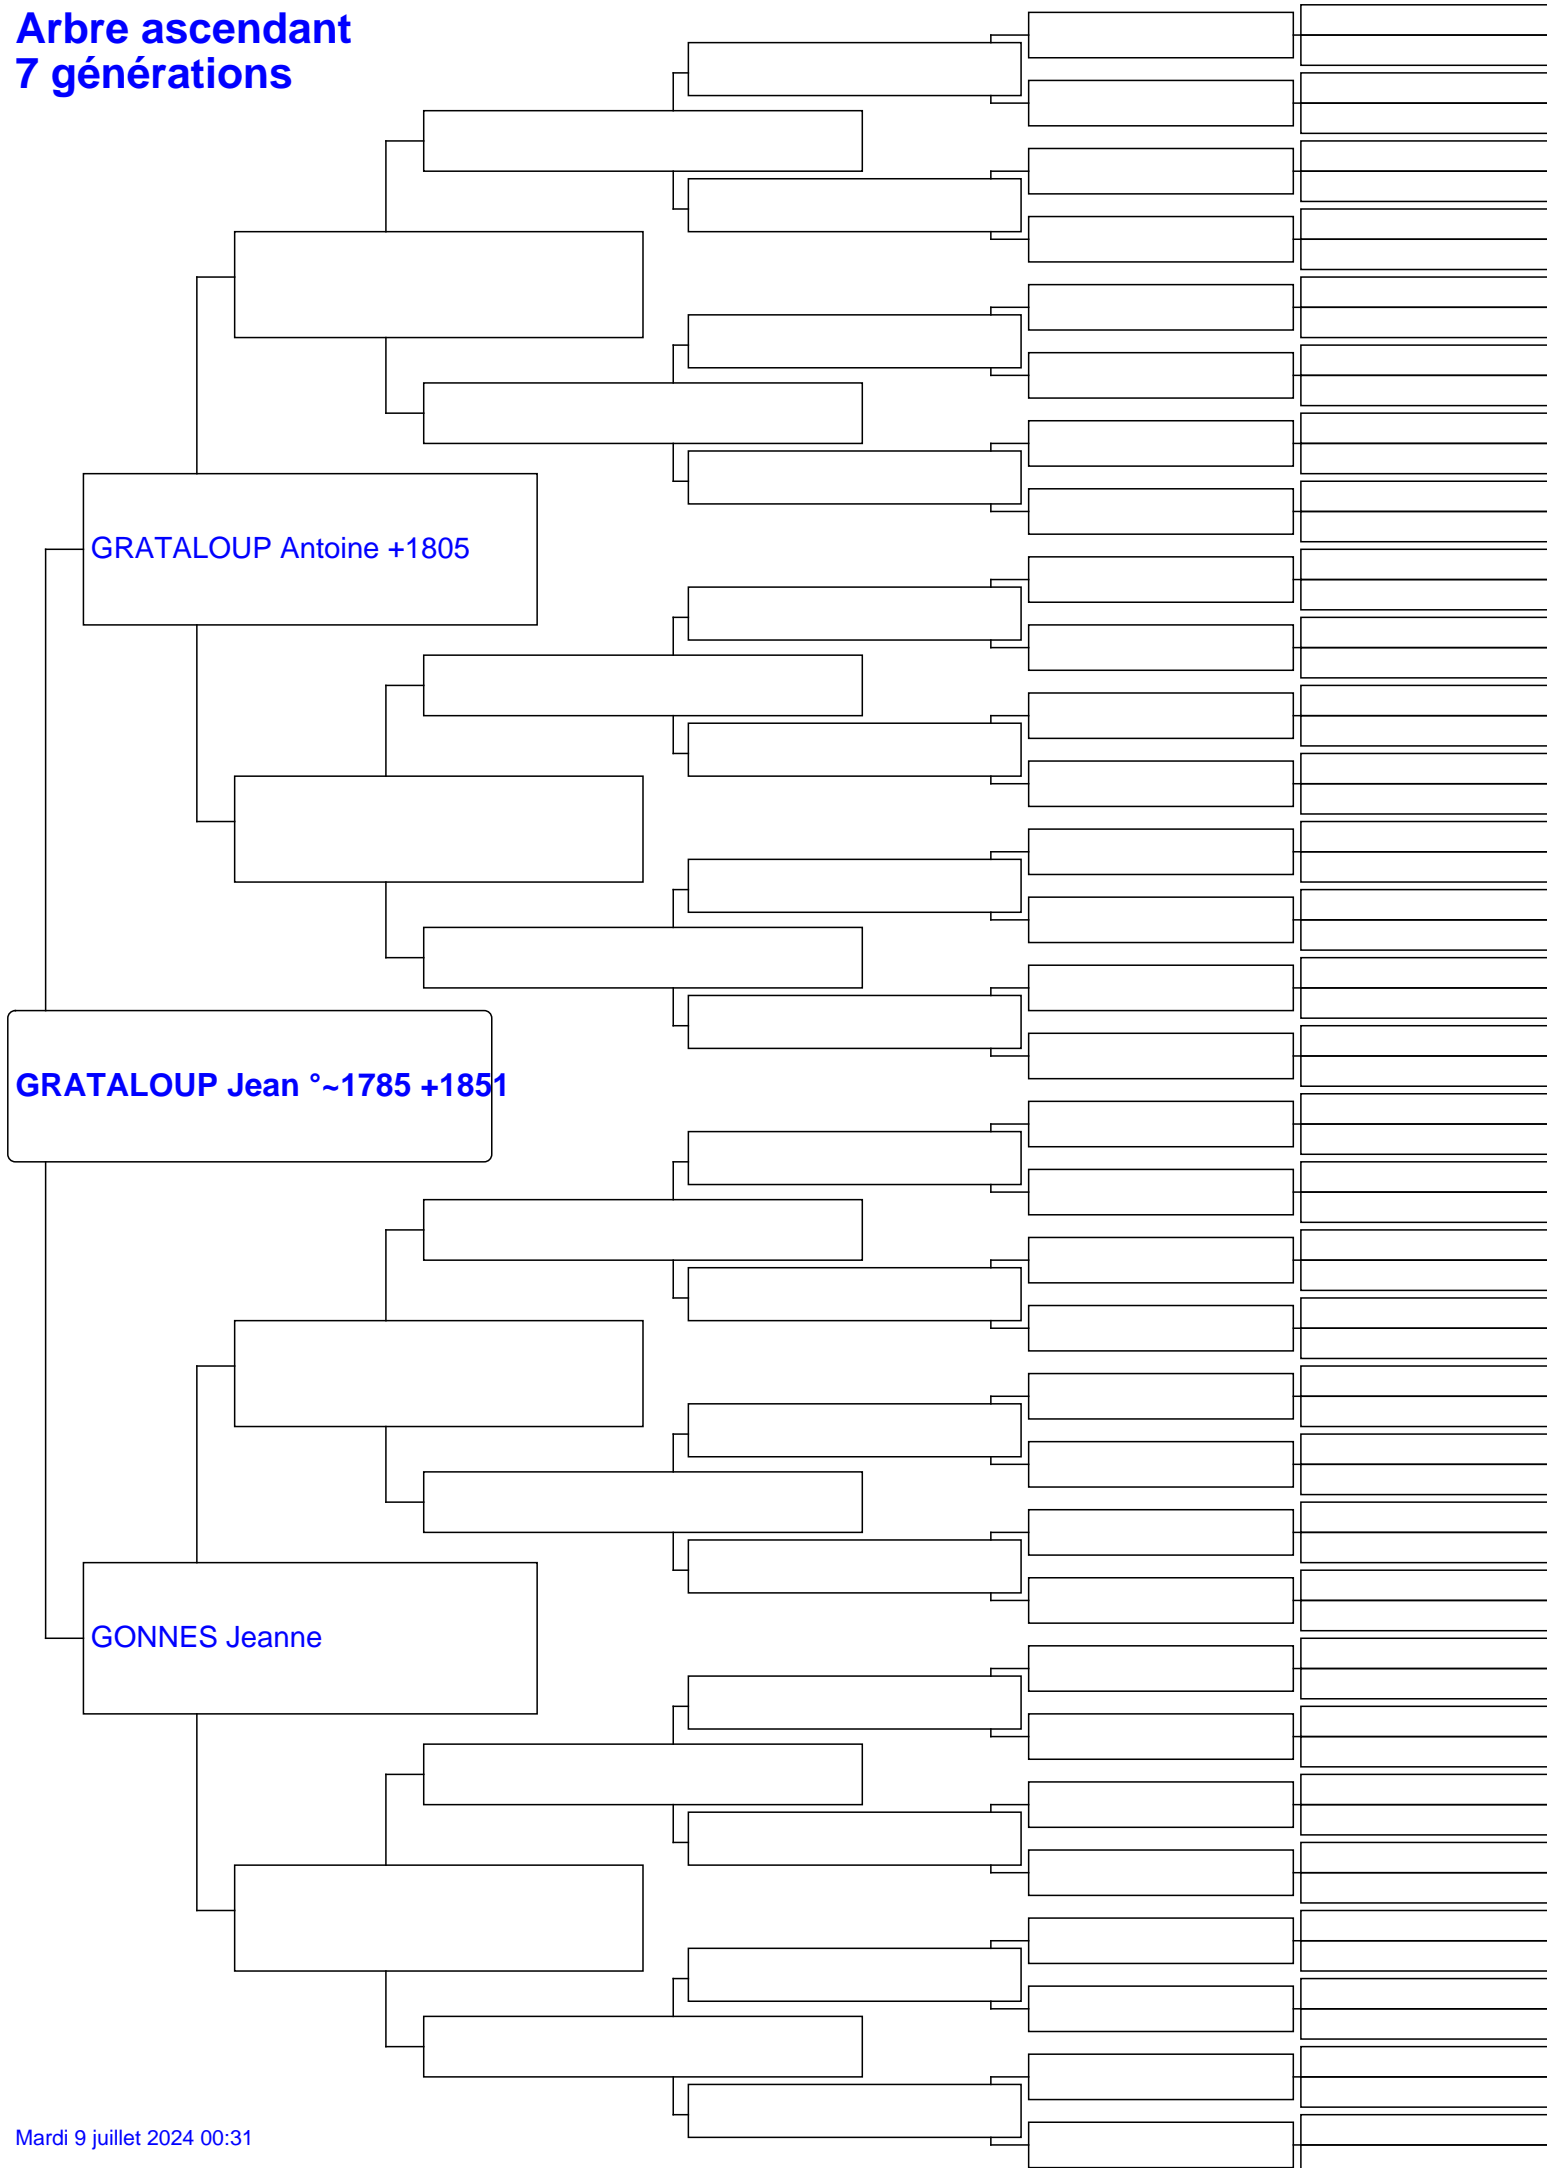 Arbre ascendant
7 générations
GRATALOUP Antoine +1805
GRATALOUP Jean °~1785 +1851
GONNES Jeanne
Mardi 9 juillet 2024 00:31